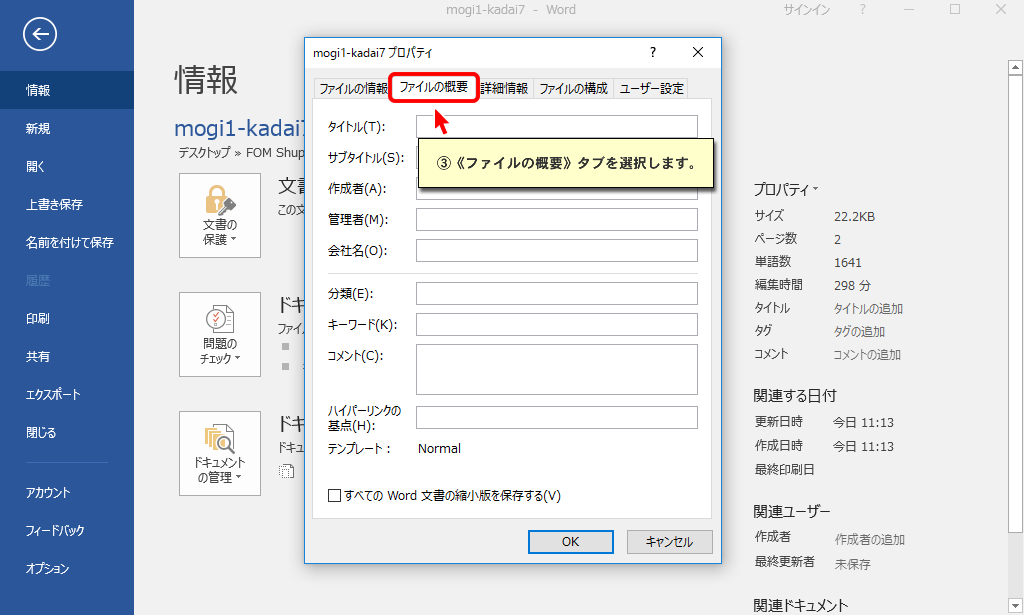 mogi1-kadai7 - Word
サインイン
?
情報
新規
開く
上書き保存
名前を付けて保存
履歴
印刷
共有
エクスポート
閉じる
アカウント
フィードバック
オプション
情報
mogi1-kadai7
デスクトップ » FOM Shup
文書の
保護
文書
この文
問題の
チェック
ドキ
ファイ
ドキュメント
の管理
ドキ
ドキュ
mogi1-kadai7 プロパティ
?
ファイルの情報
ファイルの概要
詳細情報
ファイルの構成
ユーザー設定
タイトル(T):
サブタイトル(S):
③《ファイルの概要》タブを選択します。
作成者(A):
管理者(M):
会社名(O):
分類(E):
キーワード(K):
コメント(C):
ハイパーリンクの
基点(H):
テンプレート : Normal
すべての Word 文書の縮小版を保存する(V)
OK
キャンセル
プロパティ
サイズ 22.2KB
ページ数 2
単語数 1641
編集時間 298 分
タイトル タイトルの追加
タグ タグの追加
コメント コメントの追加
関連する日付
更新日時 今日 11:13
作成日時 今日 11:13
最終印刷日
関連ユーザー
作成者 作成者の追加
最終更新者 未保存
関連ドキュメント